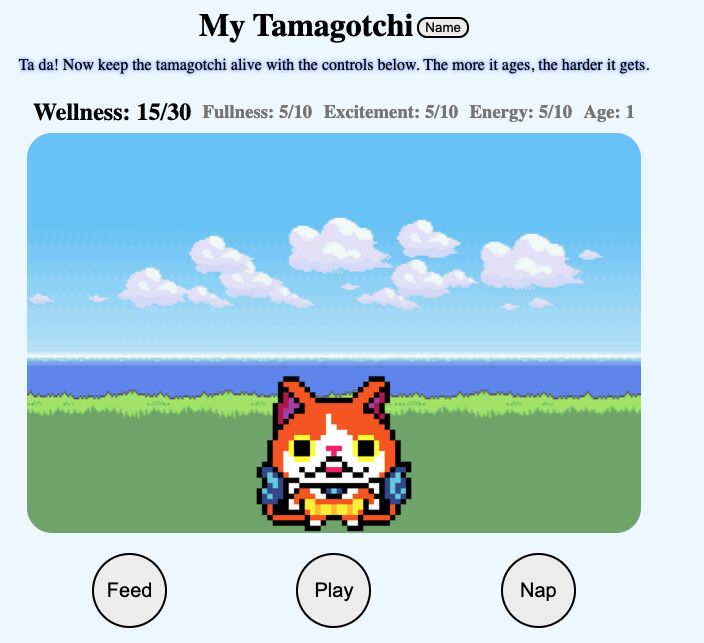 My Tamagotchi Name
Ta da! Now keep the tamagotchi alive with the controls below. The more it ages, the harder it gets.
Wellness: 15/30 Fullness: 5/10 Excitement: 5/10 Energy: 5/10 Age: 1
Feed Play Nap